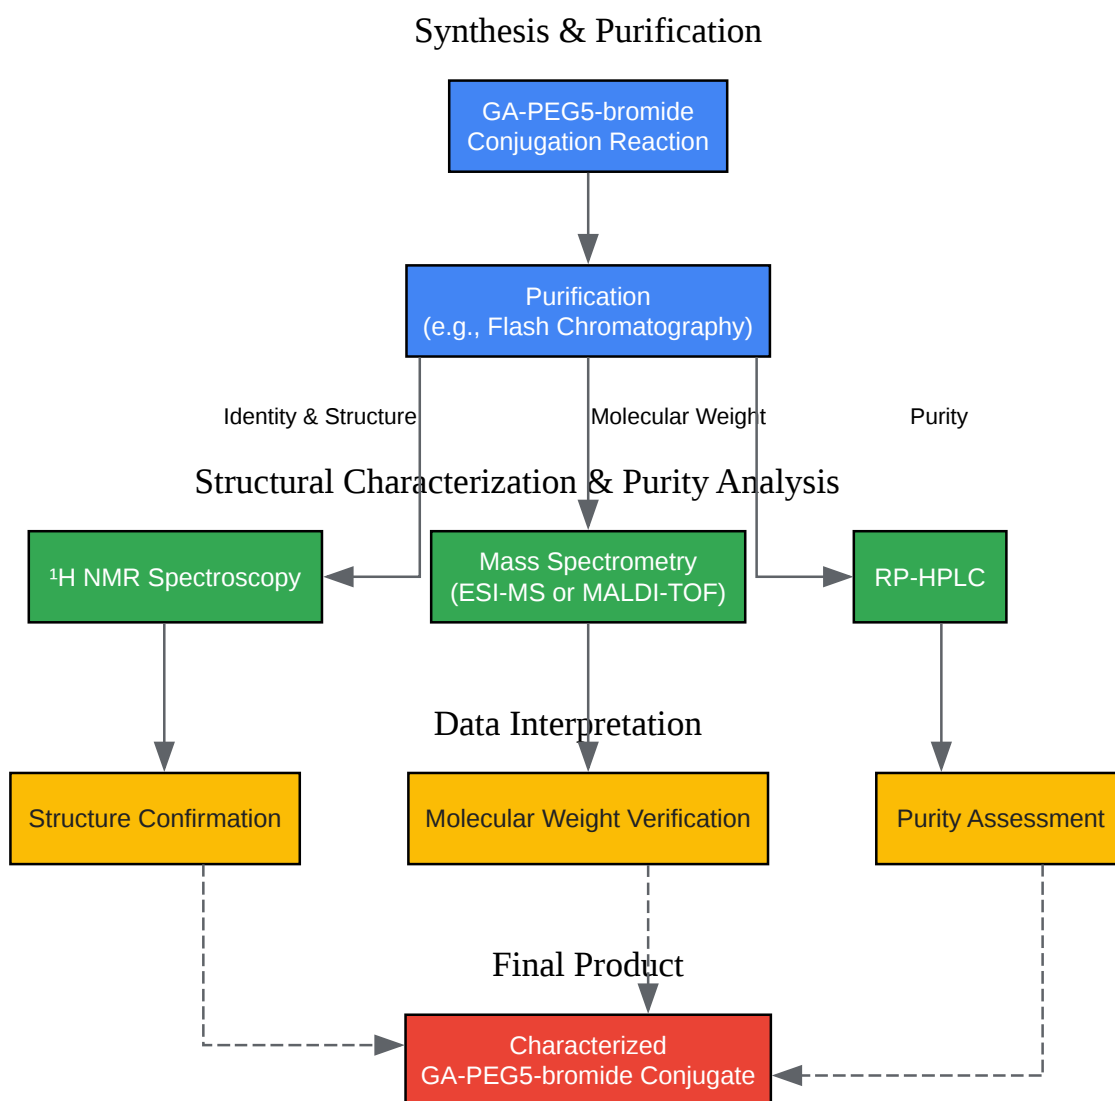 Synthesis & Purification
GA-PEG5-bromide
Conjugation Reaction
Purification
(e.g., Flash Chromatography)
Identity & Structure
Molecular Weight
Purity
Structural Characterization & Purity Analysis
¹H NMR Spectroscopy
Mass Spectrometry
(ESI-MS or MALDI-TOF)
RP-HPLC
Data Interpretation
Structure Confirmation
Molecular Weight Verification
Purity Assessment
Final Product
Characterized
GA-PEG5-bromide Conjugate